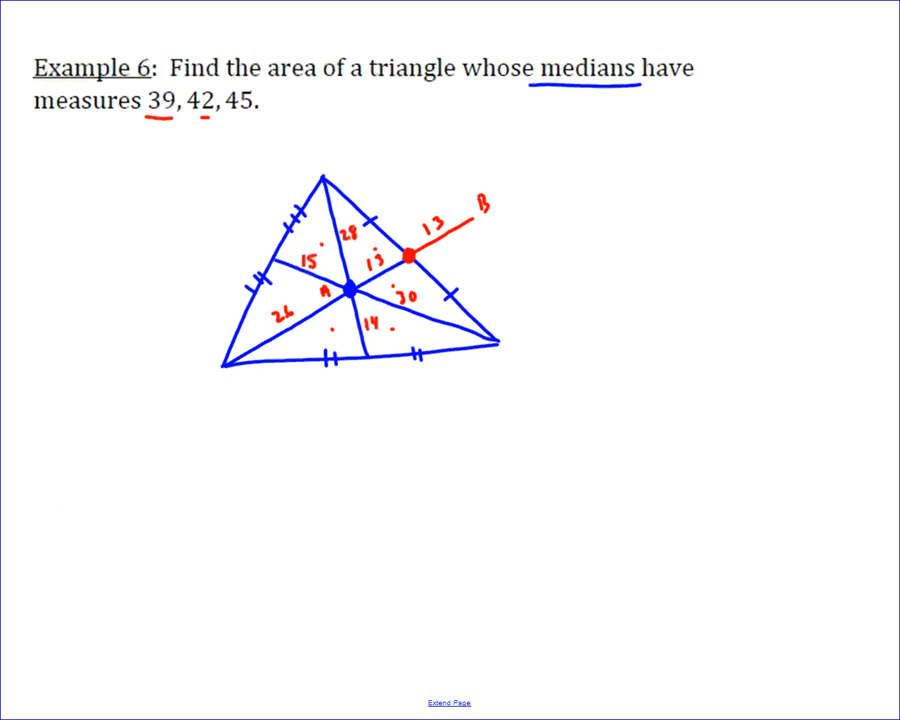 Example 6: Find the area of a triangle whose medians have
measures 39, 42, 45.
B
13
28
15
13
A
30
26
14
Extend Page